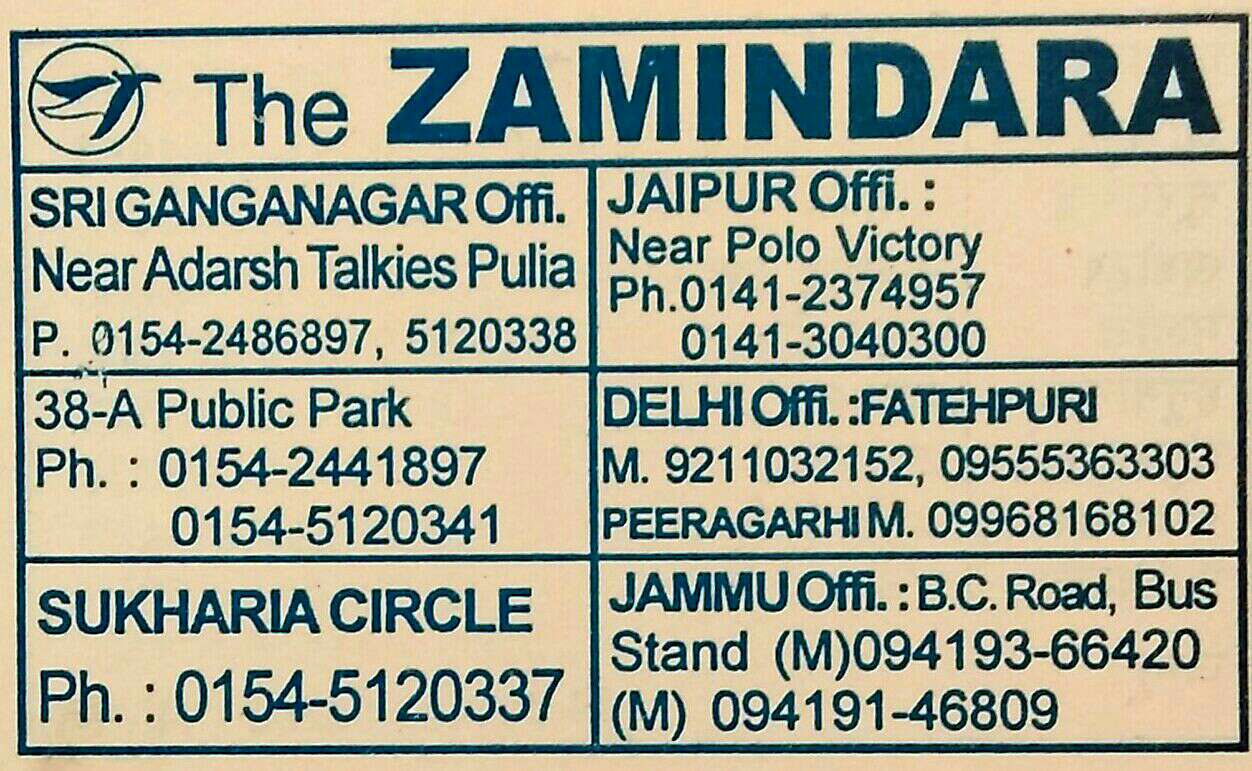 The ZAMINDARA
SRI GANGANAGAR Offi.
Near Adarsh Talkies Pulia
P. 0154-2486897, 5120338
38-A Public Park
Ph. : 0154-2441897
0154-5120341
SUKHARIA CIRCLE
Ph. : 0154-5120337
JAIPUR Offi. :
Near Polo Victory
Ph.0141-2374957
0141-3040300
DELHI Offi. :FATEHPURI
M. 9211032152, 09555363303
PEERAGARHI M. 09968168102
JAMMU Offi. : B.C. Road, Bus
Stand (M)094193-66420
(M) 094191-46809